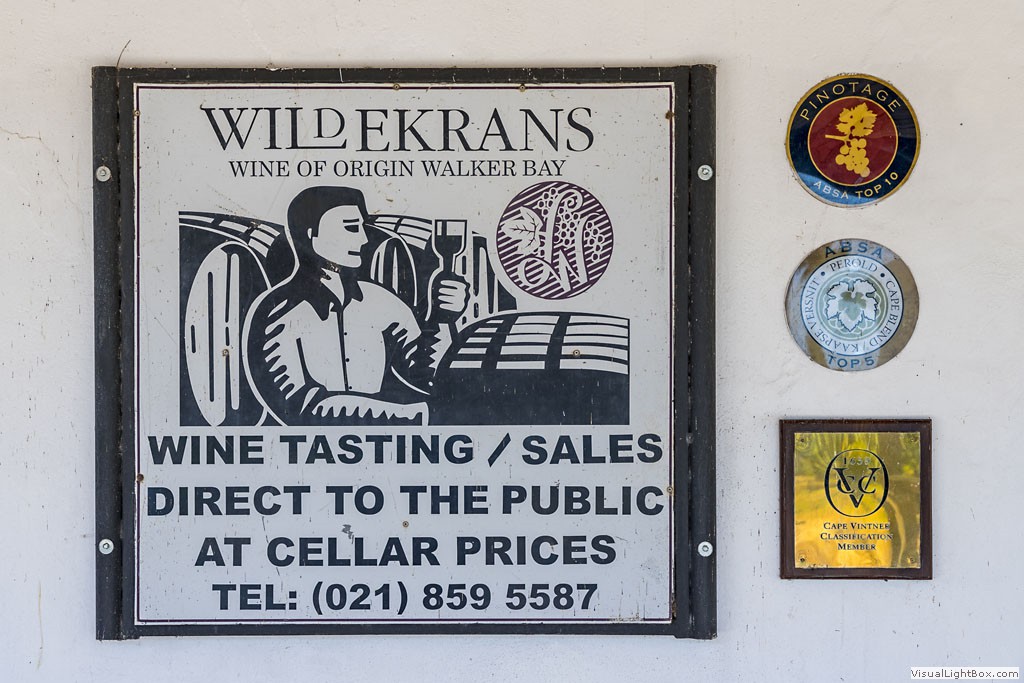 WILDEKRANS
WINE OF ORIGIN WALKER BAY
WINE TASTING / SALES
DIRECT TO THE PUBLIC
AT CELLAR PRICES
TEL: (021) 859 5587
PINOTAGE
ABSA TOP 10
ABSA
• PEROLD •
CAPE BLEND / KAAPSE VERSNIT
TOP 5
CVC
CAPE VINTNER
CLASSIFICATION
MEMBER
VisualLightBox.com